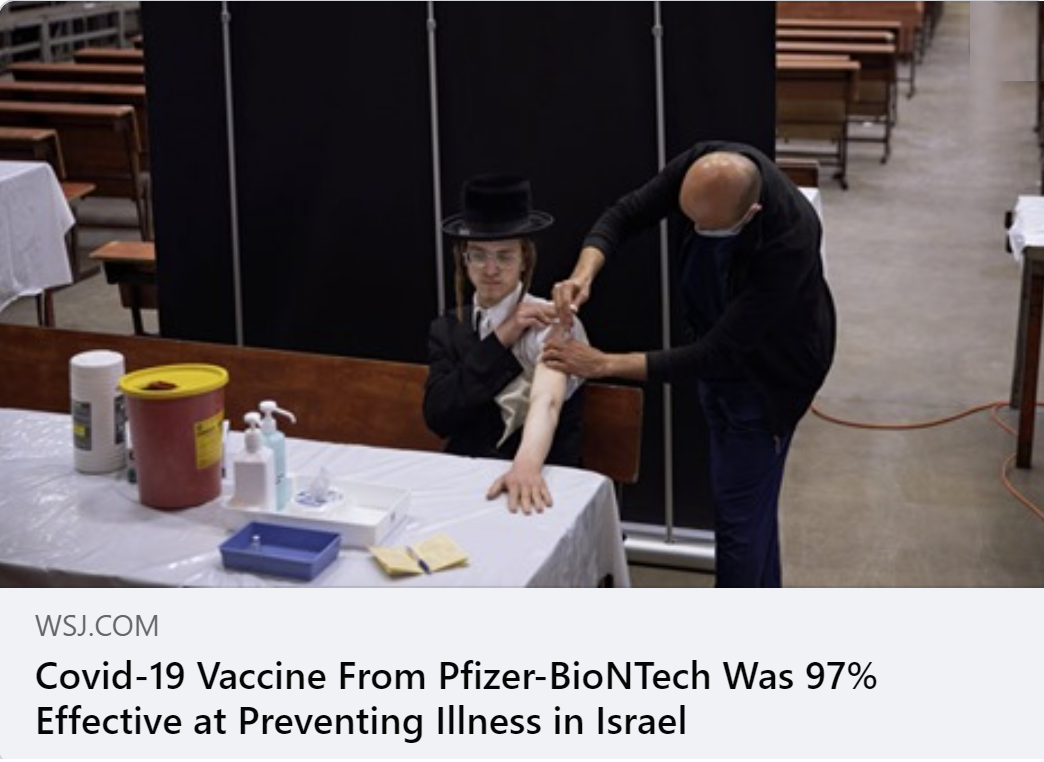 WSJ.COM
Covid-19 Vaccine From Pfizer-BioNTech Was 97%
Effective at Preventing Illness in Israel